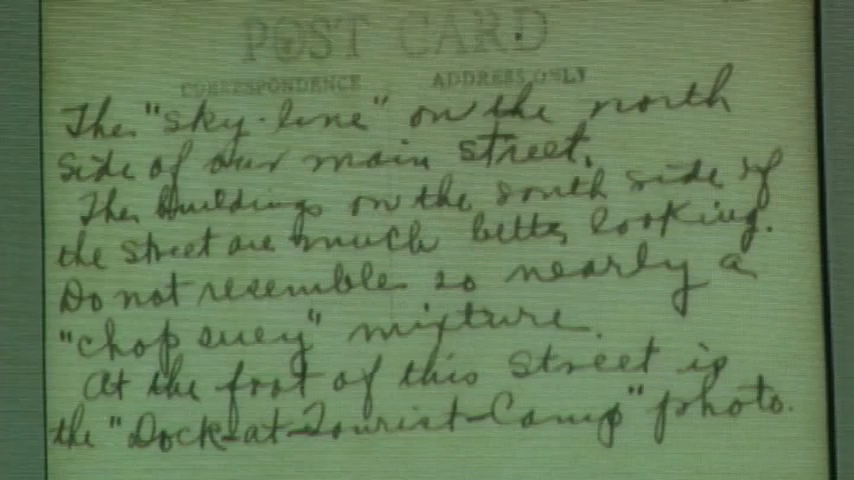 POST CARD
CORRESPONDENCE ADDRESS ONLY
The "sky-line" on the north
side of our main street.
The buildings on the south side of
the street are much better looking.
Do not resemble so nearly a
"chop suey" mixture.
At the foot of this street is
the "Dock-at-Tourist-Camp" photo.